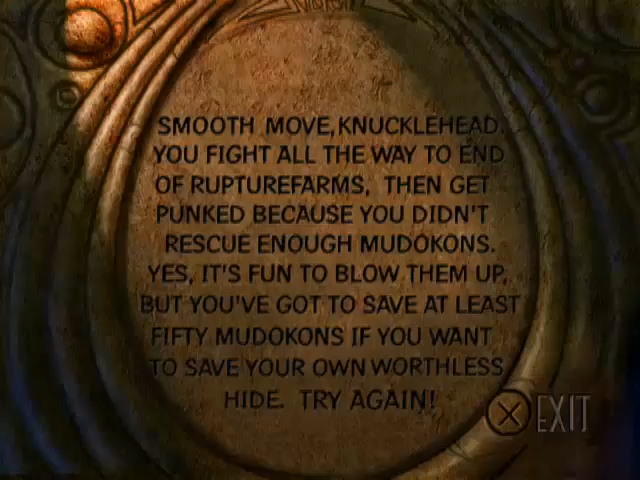 SMOOTH MOVE, KNUCKLEHEAD.
YOU FIGHT ALL THE WAY TO END
OF RUPTUREFARMS, THEN GET
PUNKED BECAUSE YOU DIDN'T
RESCUE ENOUGH MUDOKONS.
YES, IT'S FUN TO BLOW THEM UP,
BUT YOU'VE GOT TO SAVE AT LEAST
FIFTY MUDOKONS IF YOU WANT
TO SAVE YOUR OWN WORTHLESS
HIDE. TRY AGAIN!
EXIT